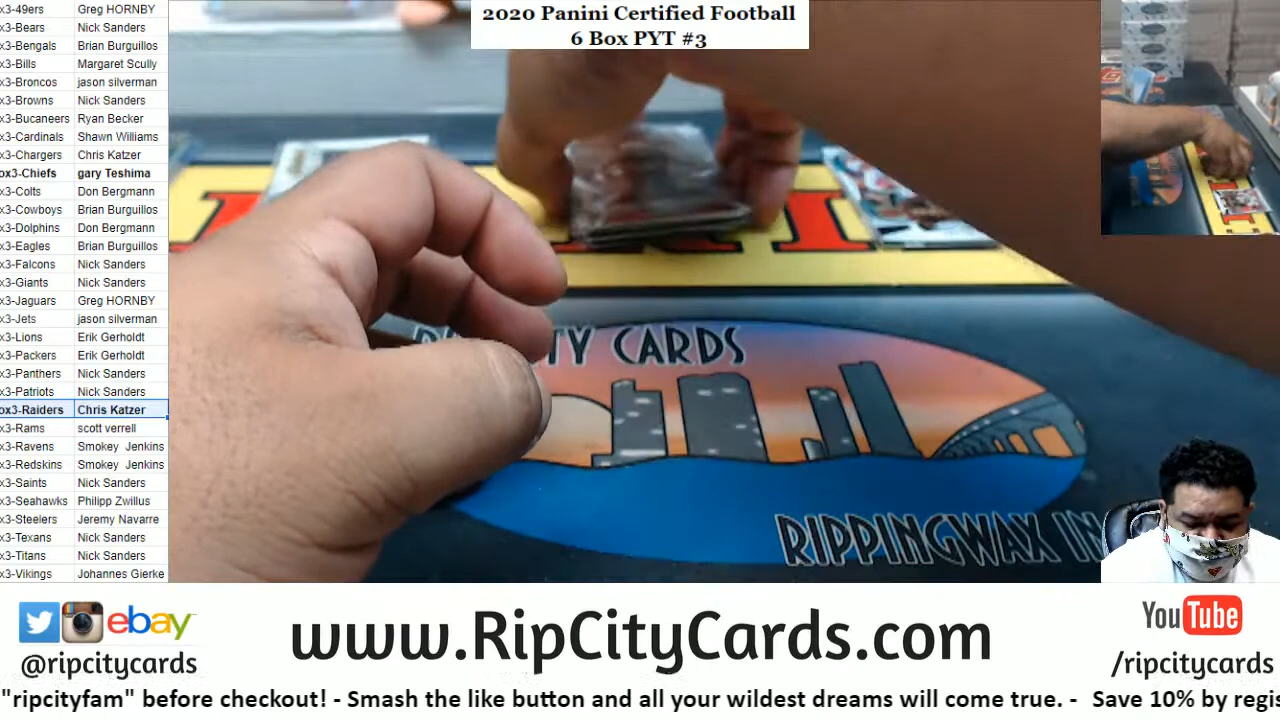 2020 Panini Certified Football
6 Box PYT #3
x3-49ers Greg HORNBY
x3-Bears Nick Sanders
x3-Bengals Brian Burguillos
x3-Bills Margaret Scully
x3-Broncos jason silverman
x3-Browns Nick Sanders
x3-Bucaneers Ryan Becker
x3-Cardinals Shawn Williams
x3-Chargers Chris Katzer
ox3-Chiefs gary Teshima
x3-Colts Don Bergmann
x3-Cowboys Brian Burguillos
x3-Dolphins Don Bergmann
x3-Eagles Brian Burguillos
x3-Falcons Nick Sanders
x3-Giants Nick Sanders
x3-Jaguars Greg HORNBY
x3-Jets jason silverman
x3-Lions Erik Gerholdt
x3-Packers Erik Gerholdt
x3-Panthers Nick Sanders
x3-Patriots Nick Sanders
ox3-Raiders Chris Katzer
x3-Rams scott verrell
x3-Ravens Smokey Jenkins
x3-Redskins Smokey Jenkins
x3-Saints Nick Sanders
x3-Seahawks Philipp Zwillus
x3-Steelers Jeremy Navarre
x3-Texans Nick Sanders
x3-Titans Nick Sanders
x3-Vikings Johannes Gierke
TY CARDS
RIPPINGWAX IN
ebay
@ripcitycards
www.RipCityCards.com
YouTube
/ripcitycards
"ripcityfam" before checkout! - Smash the like button and all your wildest dreams will come true. - Save 10% by regis